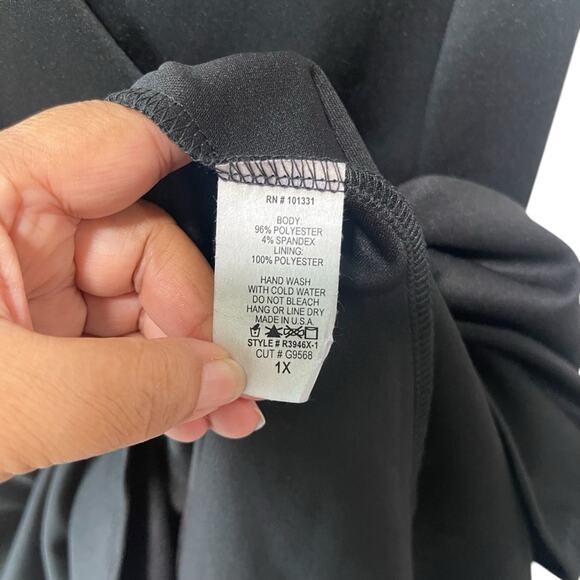 RN # 101331
BODY:
96% POLYESTER
4% SPANDEX
LINING:
100% POLYESTER
HAND WASH
WITH COLD WATER
DO NOT BLEACH
HANG OR LINE DRY
MADE IN U.S.A.
STYLE # R3946X-1
CUT # G9568
1X